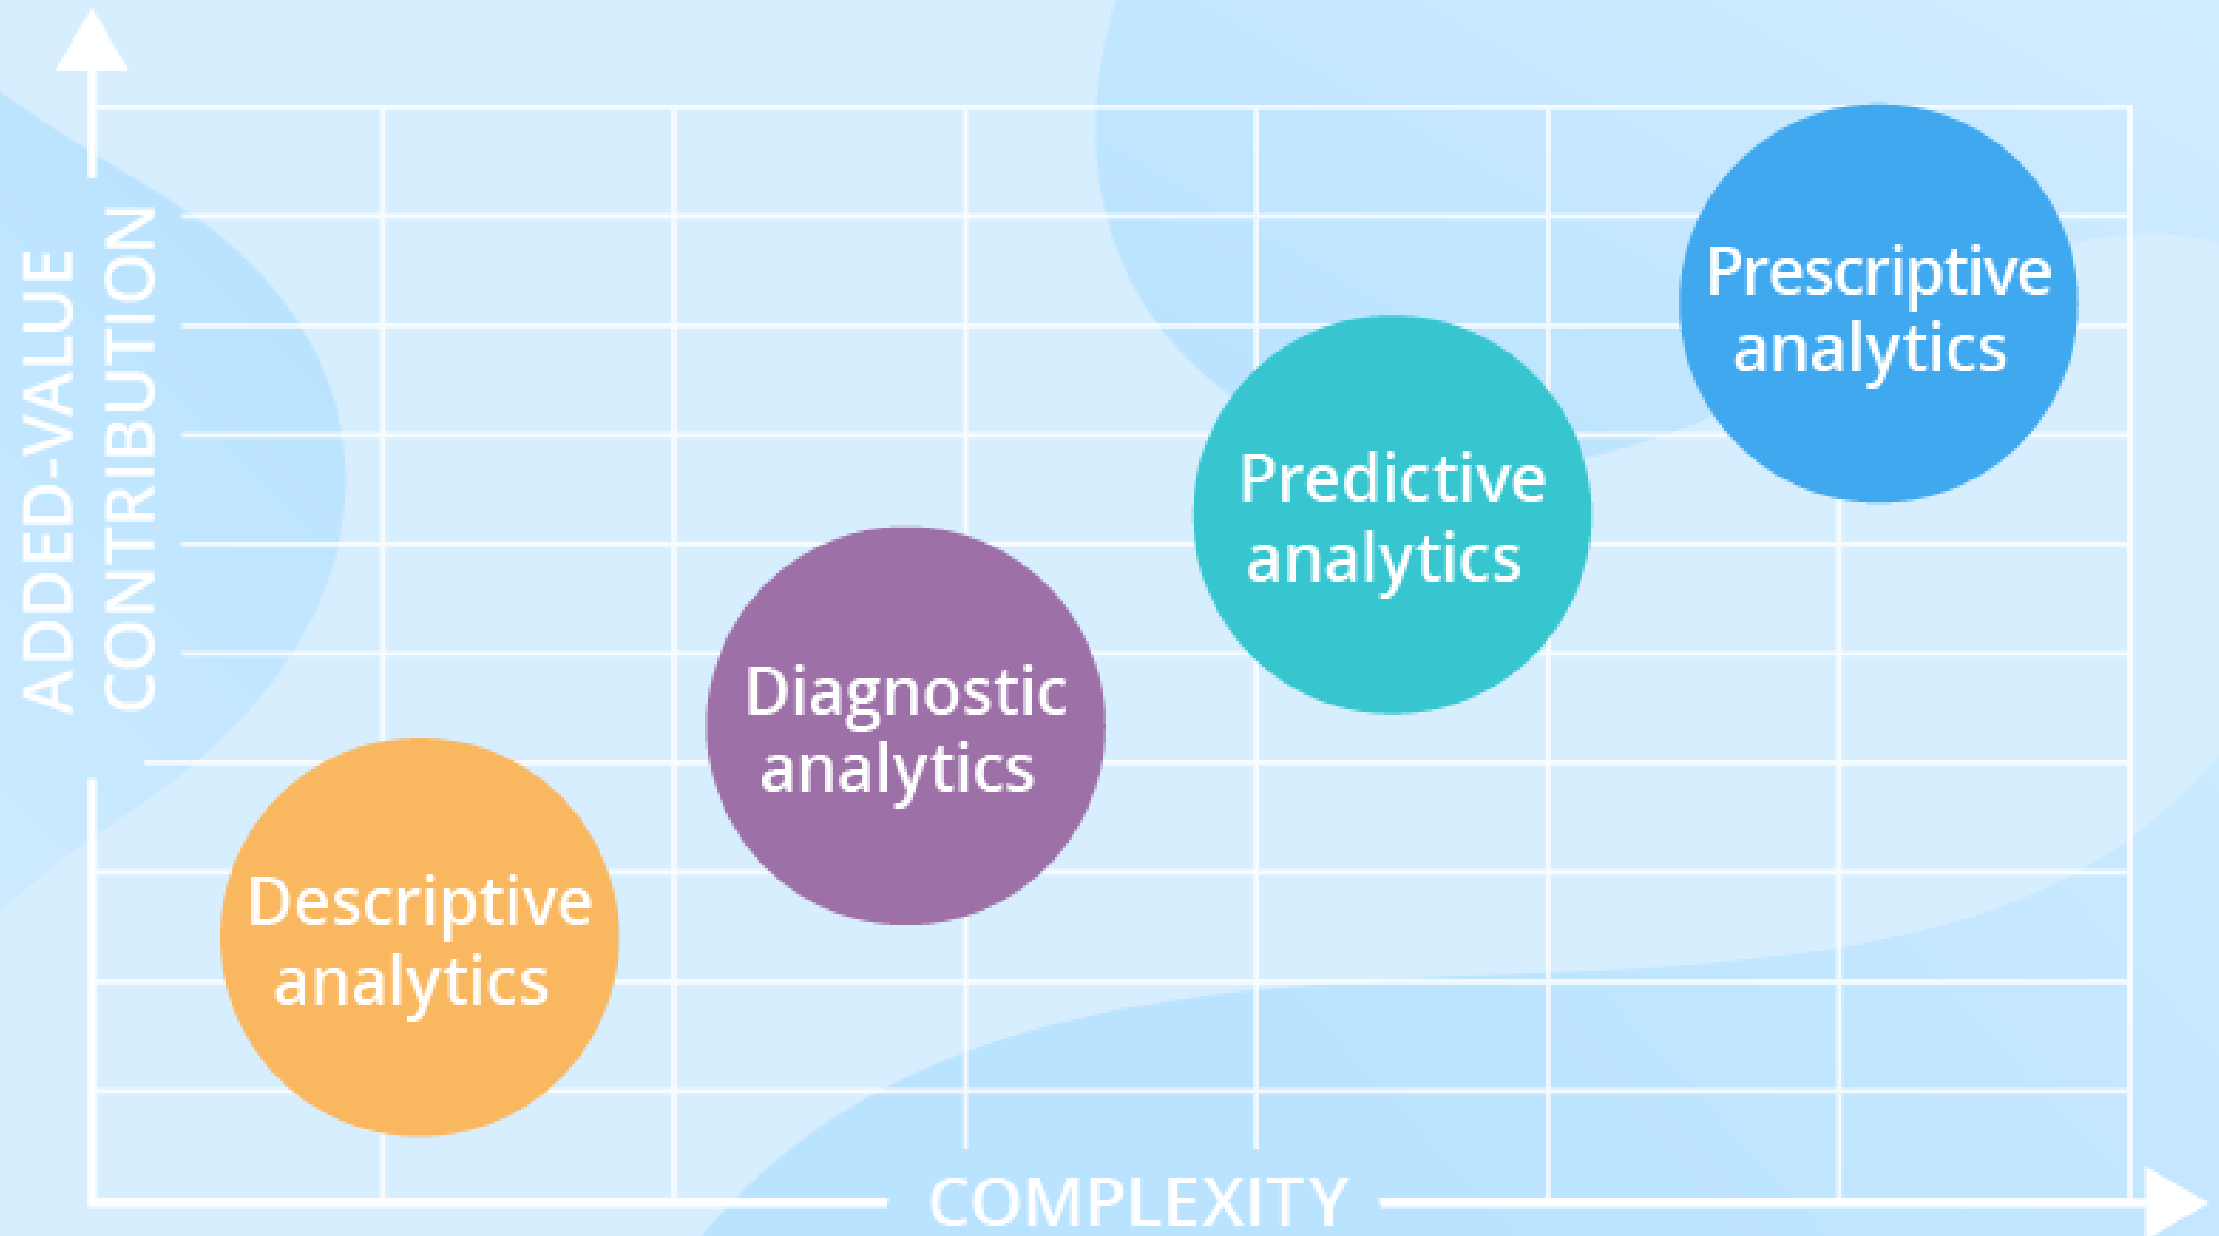 ADDED-VALUE
CONTRIBUTION
Prescriptive
analytics
Predictive
analytics
Diagnostic
analytics
Descriptive
analytics
COMPLEXITY